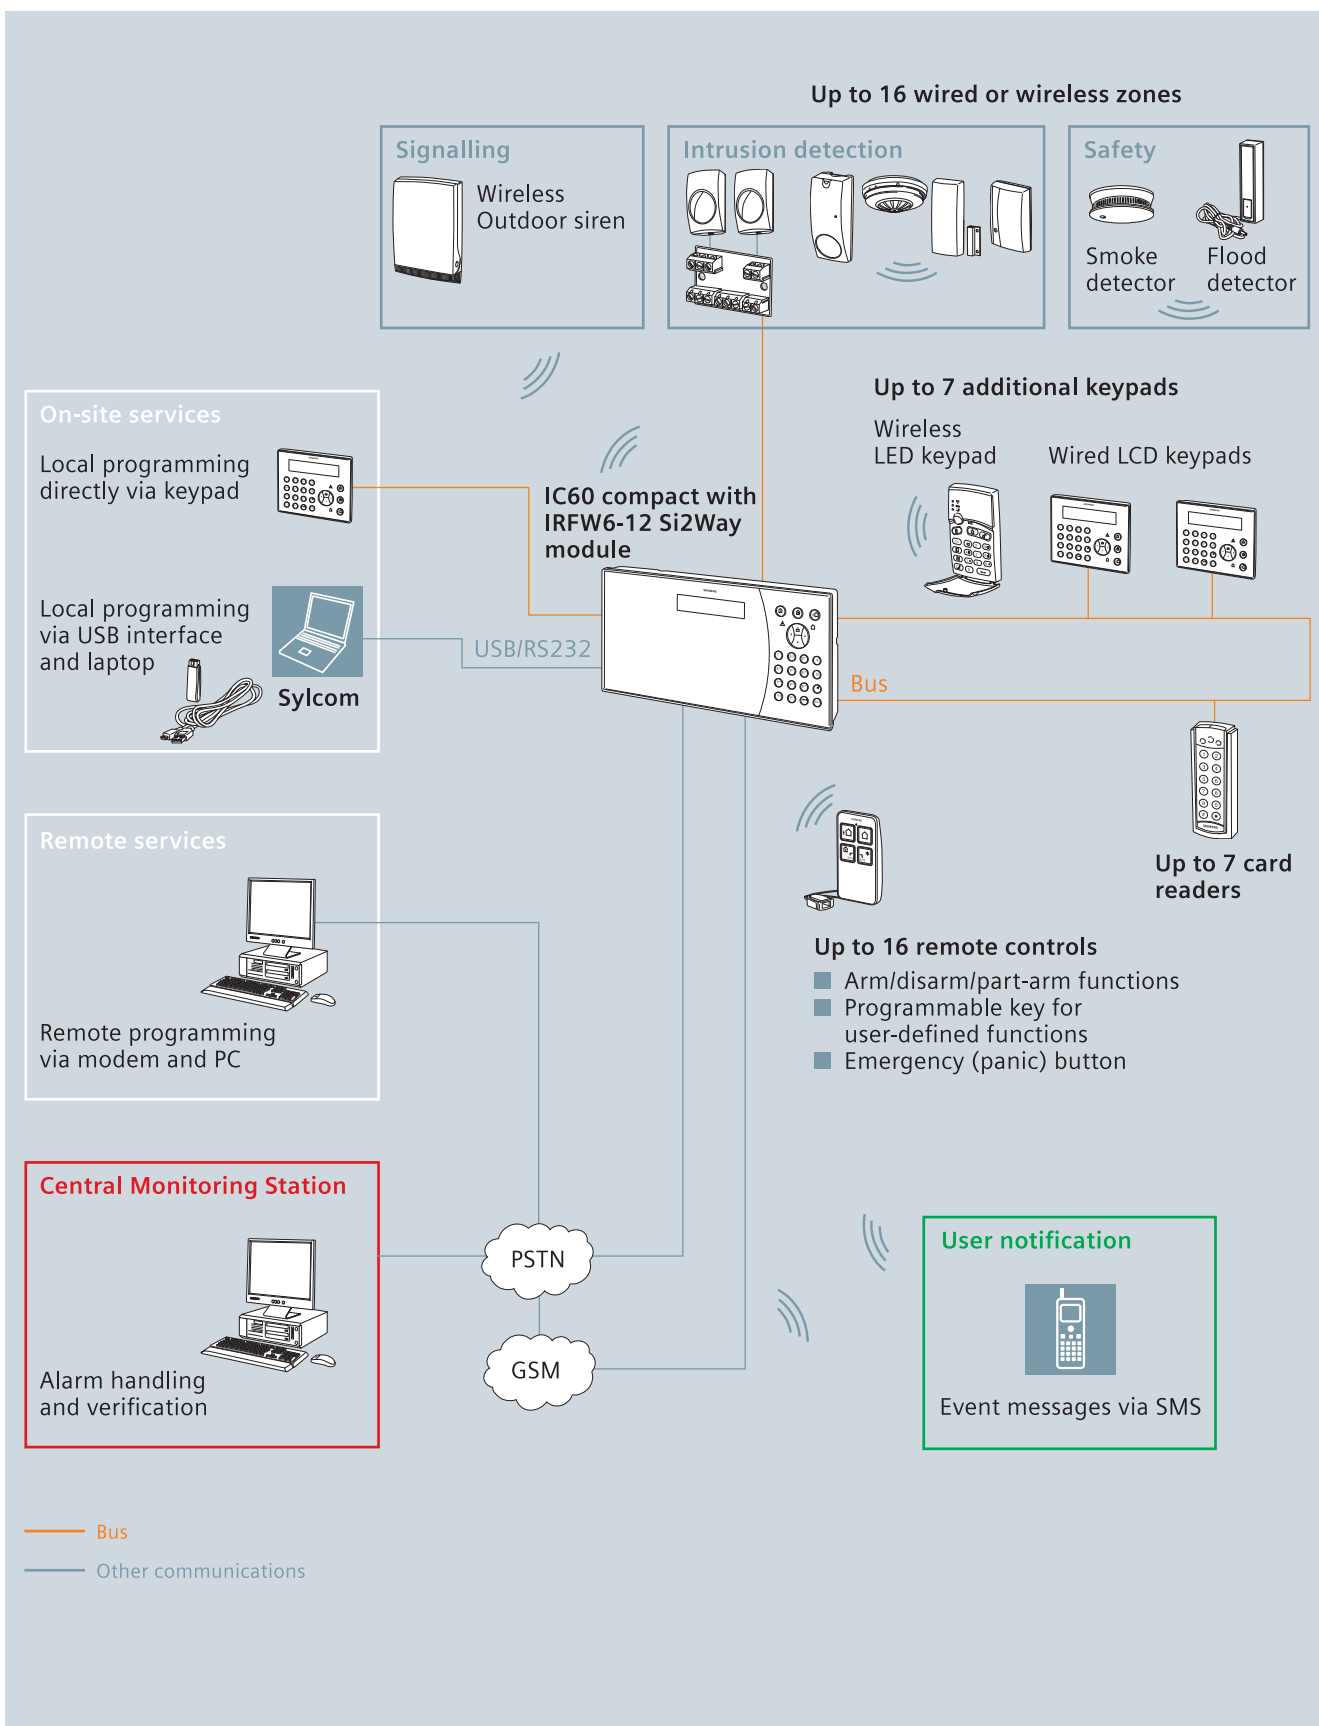 Up to 16 wired or wireless zones
Signalling
Wireless
Outdoor siren
Intrusion detection
Safety
Smoke
detector
Flood
detector
On-site services
Local programming
directly via keypad
Local programming
via USB interface
and laptop
Sylcom
USB/RS232
IC60 compact with
IRFW6-12 Si2Way
module
Up to 7 additional keypads
Wireless
LED keypad
Wired LCD keypads
Bus
Up to 7 card
readers
Remote services
Remote programming
via modem and PC
Up to 16 remote controls
Arm/disarm/part-arm functions
Programmable key for
user-defined functions
Emergency (panic) button
Central Monitoring Station
Alarm handling
and verification
PSTN
GSM
User notification
Event messages via SMS
Bus
Other communications